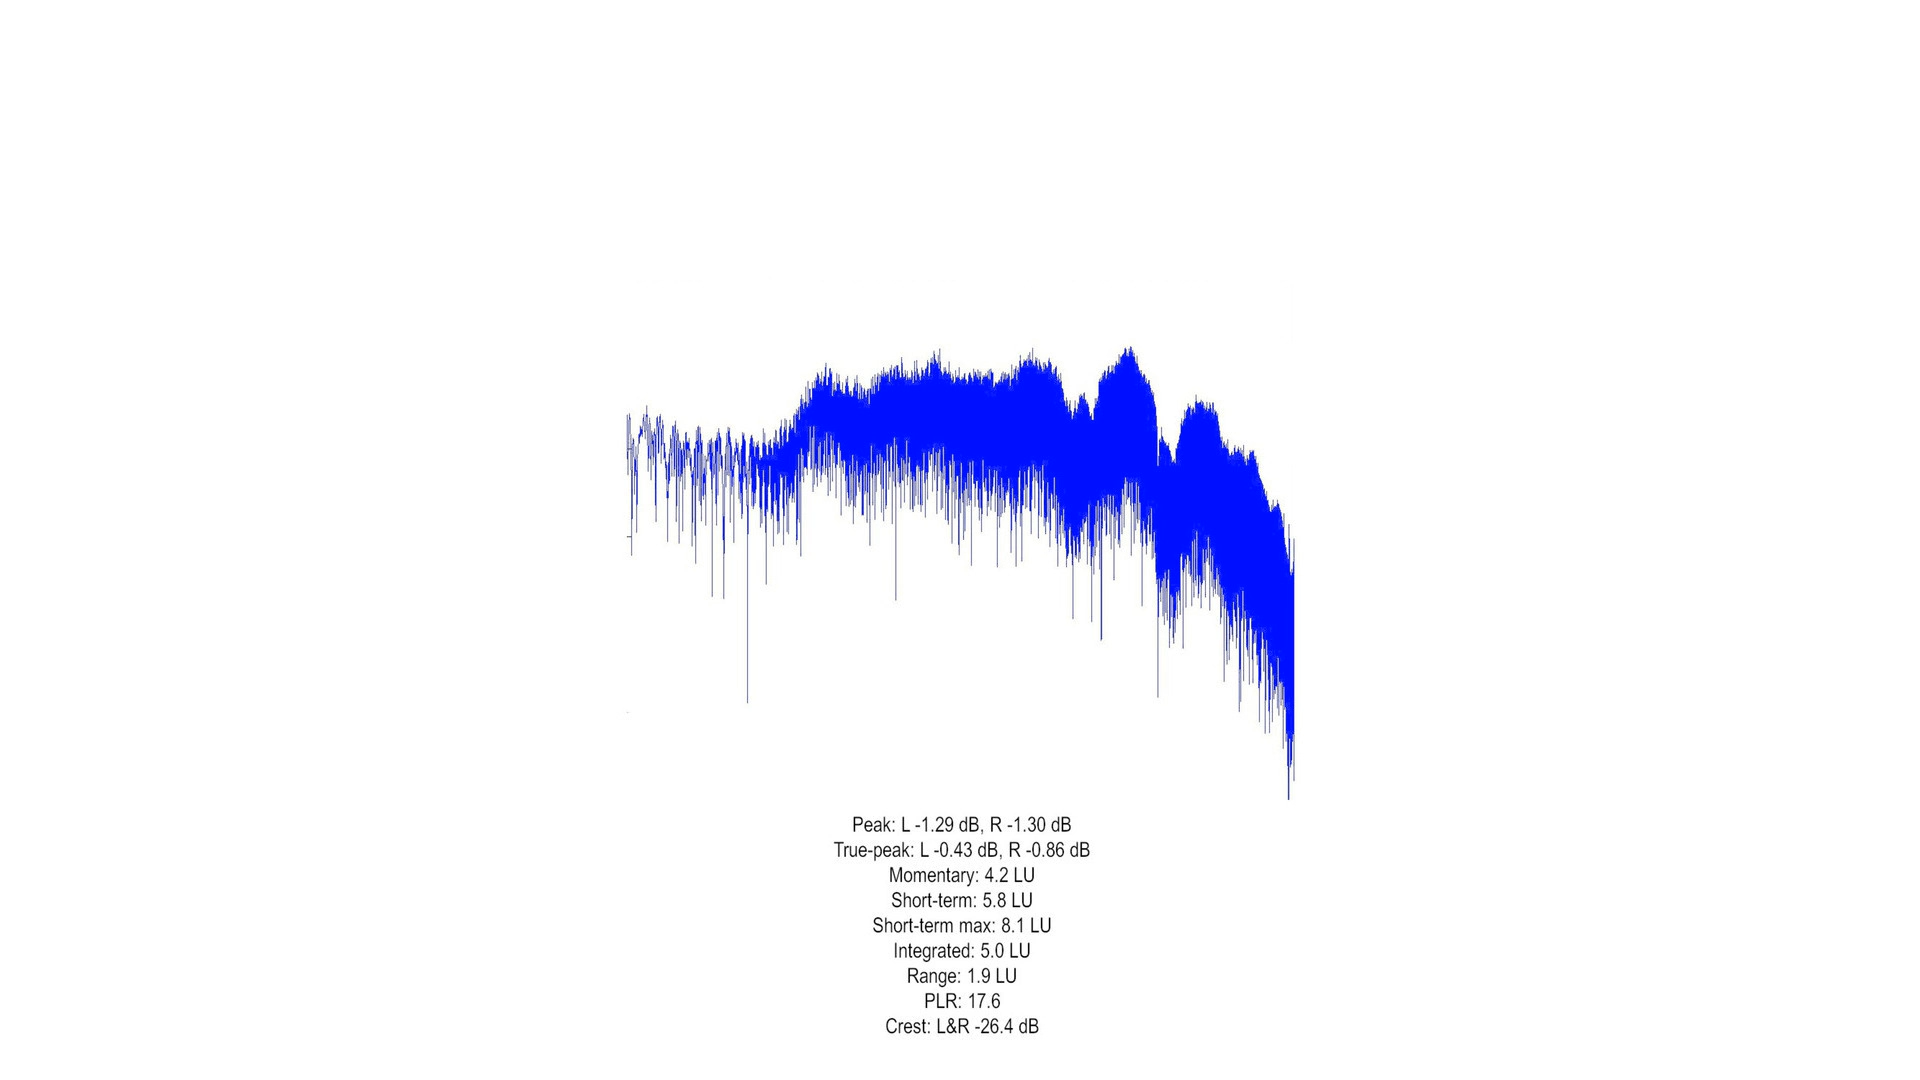 Peak: L -1.29 dB, R -1.30 dB
True-peak: L -0.43 dB, R -0.86 dB
Momentary: 4.2 LU
Short-term: 5.8 LU
Short-term max: 8.1 LU
Integrated: 5.0 LU
Range: 1.9 LU
PLR: 17.6
Crest: L&R -26.4 dB